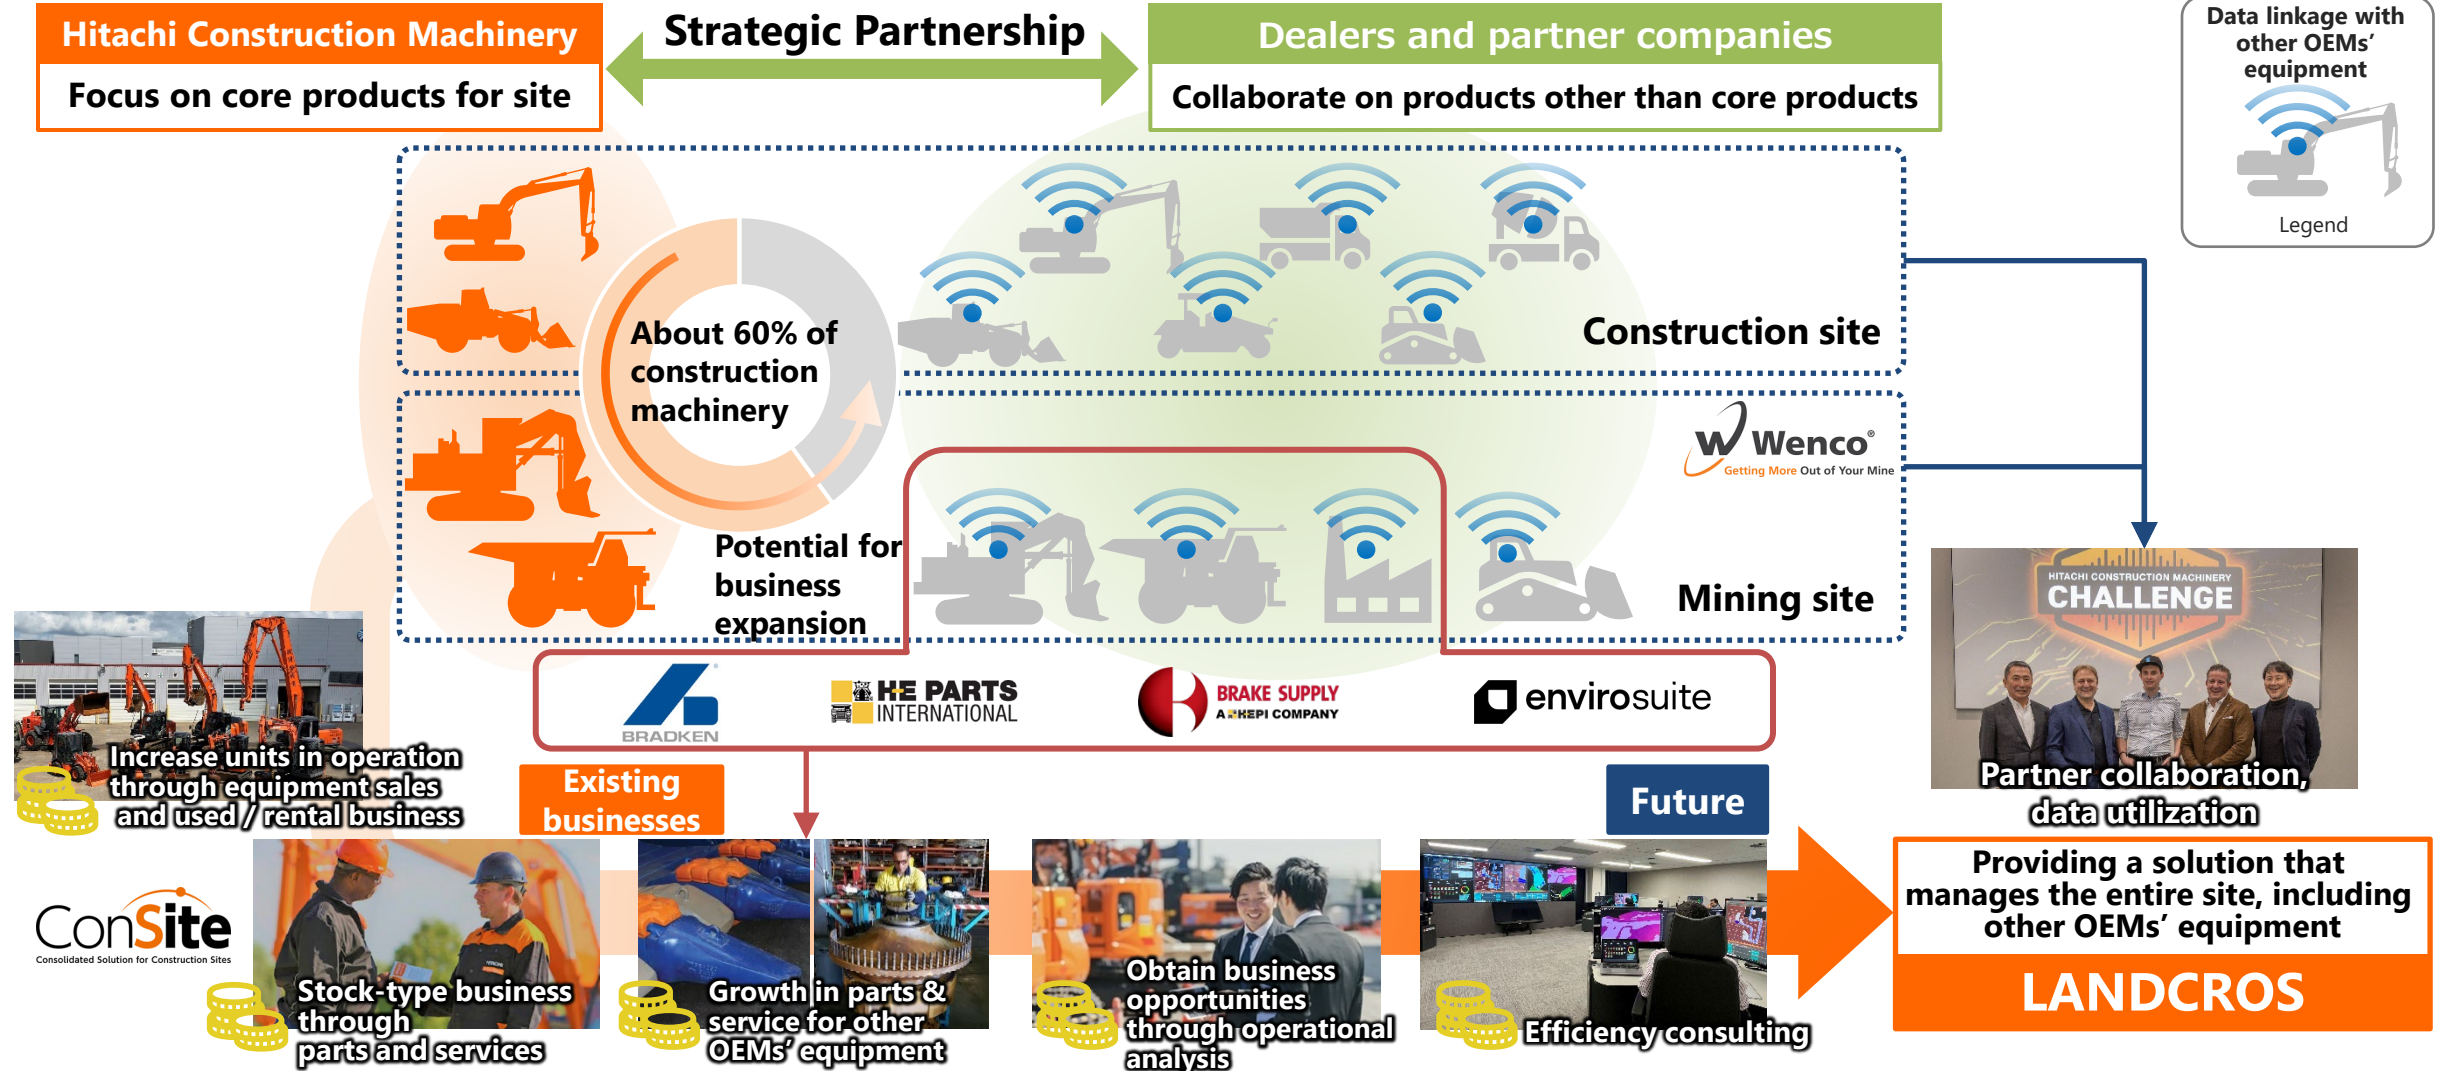 Hitachi Construction Machinery
Focus on core products for site
Strategic Partnership
Dealers and partner companies
Collaborate on products other than core products
Data linkage with
other OEMs’
equipment
Legend
About 60% of
construction
machinery
Construction site
Wenco®
Getting More Out of Your Mine
Potential for
business
expansion
Mining site
HITACHI CONSTRUCTION MACHINERY
CHALLENGE
Partner collaboration,
data utilization
BRADKEN
H-E PARTS
INTERNATIONAL
BRAKE SUPPLY
A HEPI COMPANY
envirosuite
Increase units in operation
through equipment sales
and used / rental business
Existing
businesses
Future
ConSite
Consolidated Solution for Construction Sites
Stock-type business
through
parts and services
Growth in parts &
service for other
OEMs’ equipment
Obtain business
opportunities
through operational
analysis
Efficiency consulting
Providing a solution that
manages the entire site, including
other OEMs’ equipment
LANDCROS